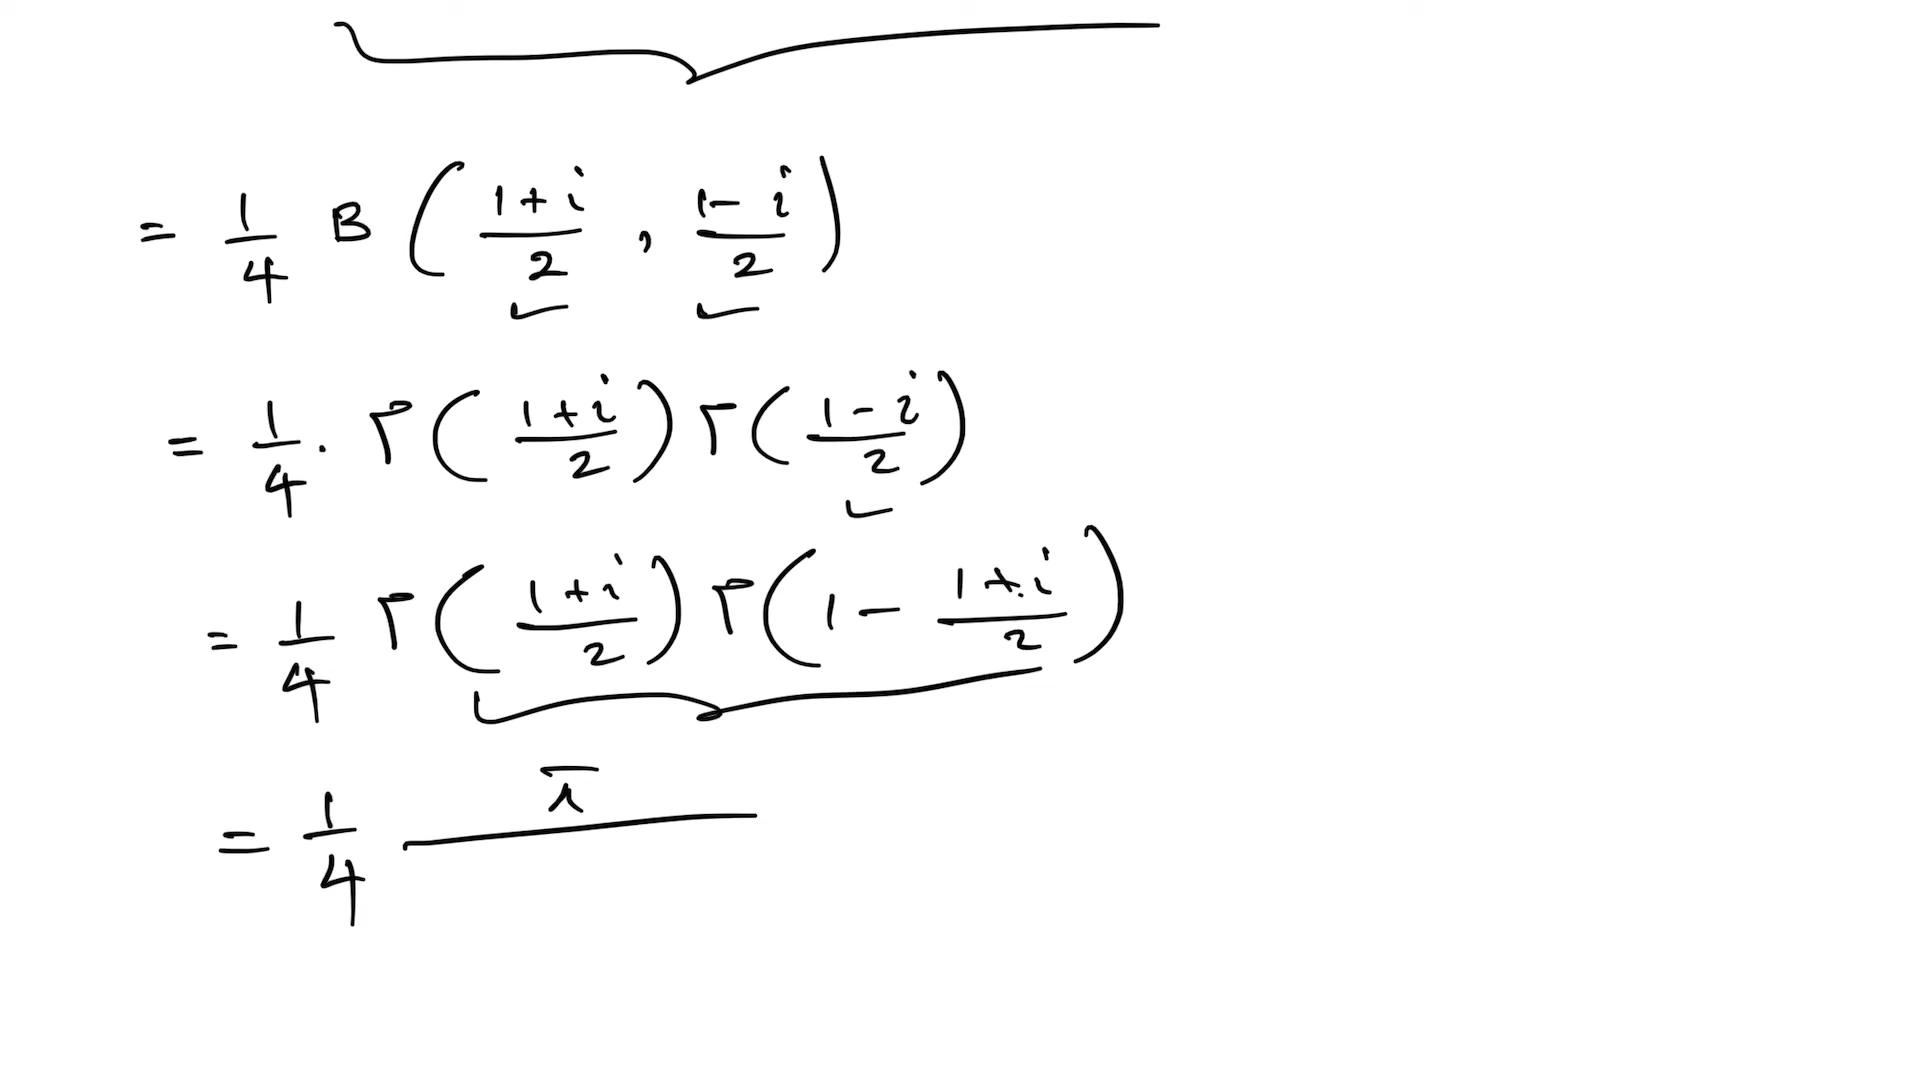 = 1/4 B ( (1+i)/2 , (1-i)/2 )
= 1/4 . Γ( (1+i)/2 ) Γ( (1-i)/2 )
= 1/4 Γ( (1+i)/2 ) Γ( 1 - (1+i)/2 )
= 1/4 π/